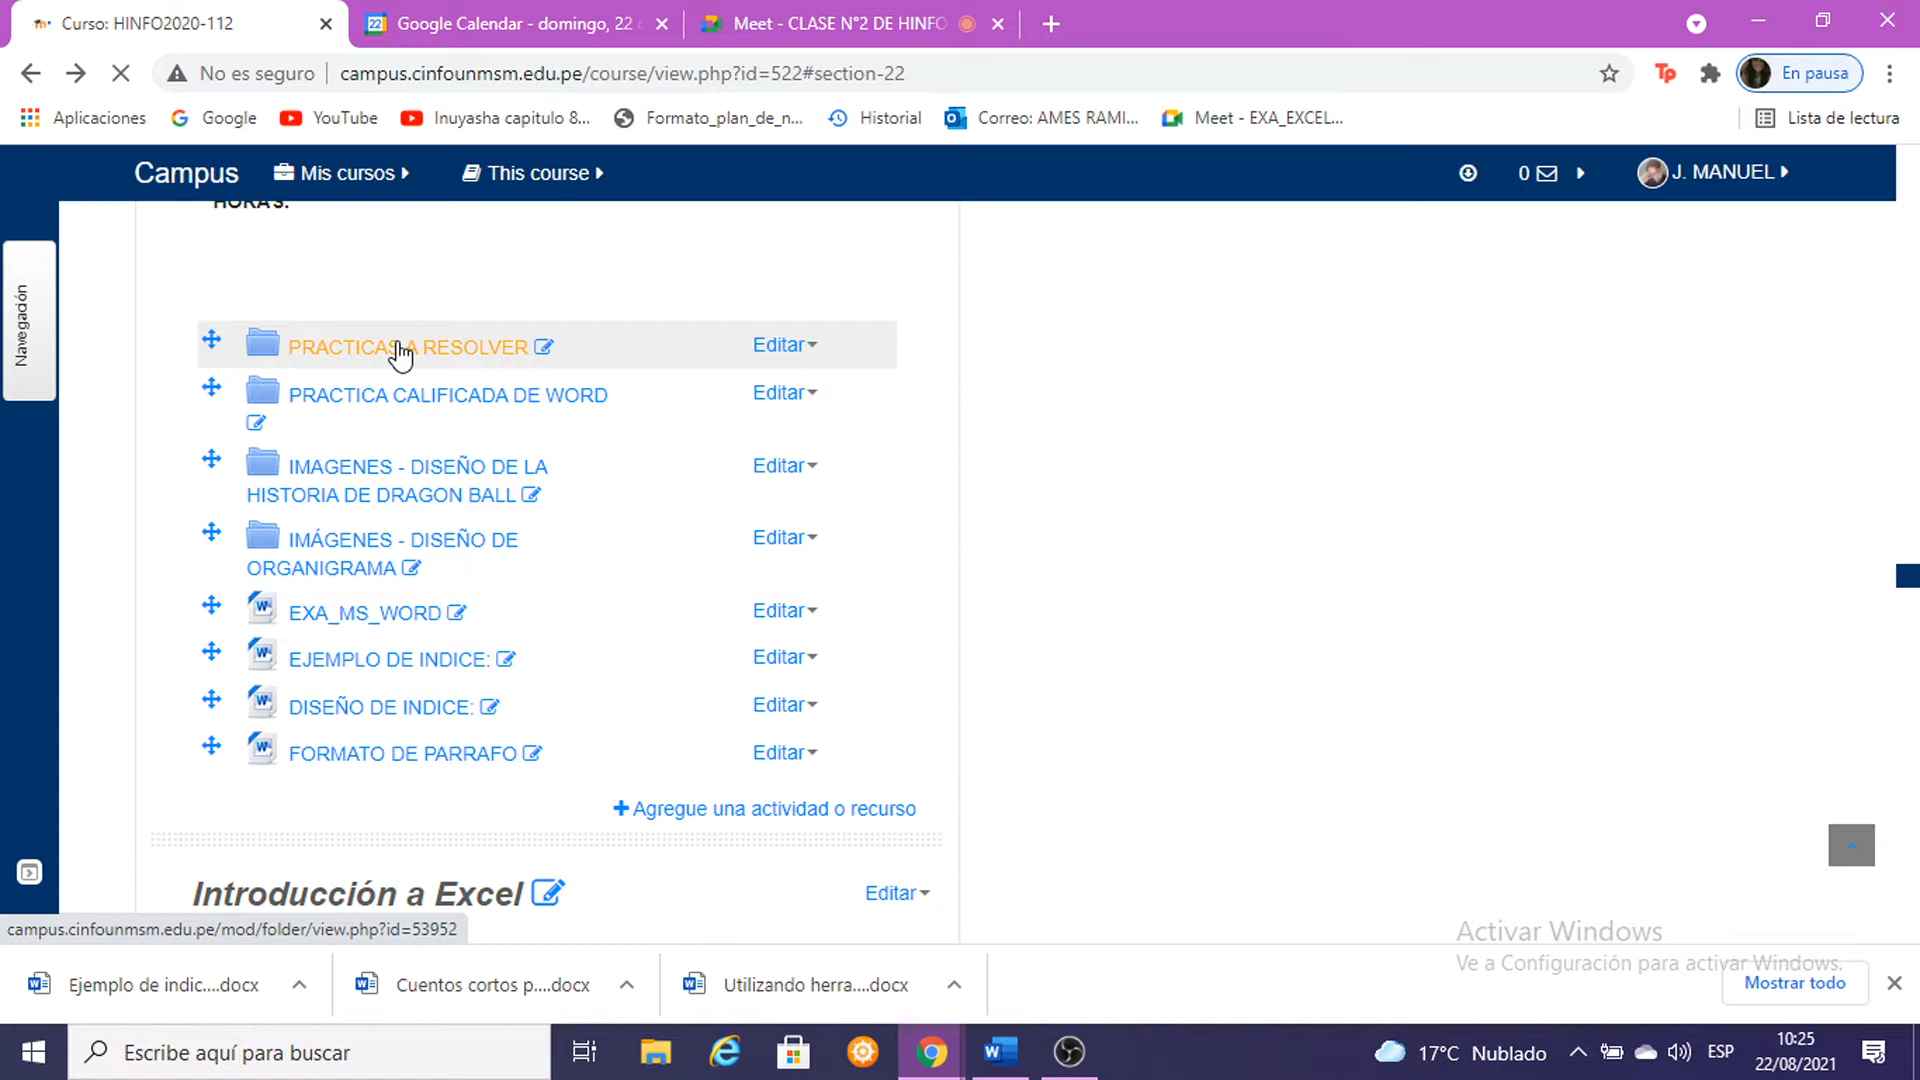 Curso: HINFO2020-112
Google Calendar - domingo, 22
Meet - CLASE N°2 DE HINFO
No es seguro
campus.cinfounmsm.edu.pe/course/view.php?id=522#section-22
Tp
En pausa
Aplicaciones
Google
YouTube
Inuyasha capitulo 8...
Formato_plan_de_n...
Historial
Correo: AMES RAMI...
Meet - EXA_EXCEL...
Lista de lectura
Campus
Mis cursos
This course
0
J. MANUEL
HORAS:
Navegación
PRACTICAS A RESOLVER
Editar
PRACTICA CALIFICADA DE WORD
Editar
IMAGENES - DISEÑO DE LA
HISTORIA DE DRAGON BALL
Editar
IMÁGENES - DISEÑO DE
ORGANIGRAMA
Editar
EXA_MS_WORD
Editar
EJEMPLO DE INDICE:
Editar
DISEÑO DE INDICE:
Editar
FORMATO DE PARRAFO
Editar
Agregue una actividad o recurso
Introducción a Excel
Editar
campus.cinfounmsm.edu.pe/mod/folder/view.php?id=53952
Activar Windows
Ve a Configuración para activar Windows.
Ejemplo de indic....docx
Cuentos cortos p....docx
Utilizando herra....docx
Mostrar todo
Escribe aquí para buscar
17°C Nublado
ESP
10:25
22/08/2021